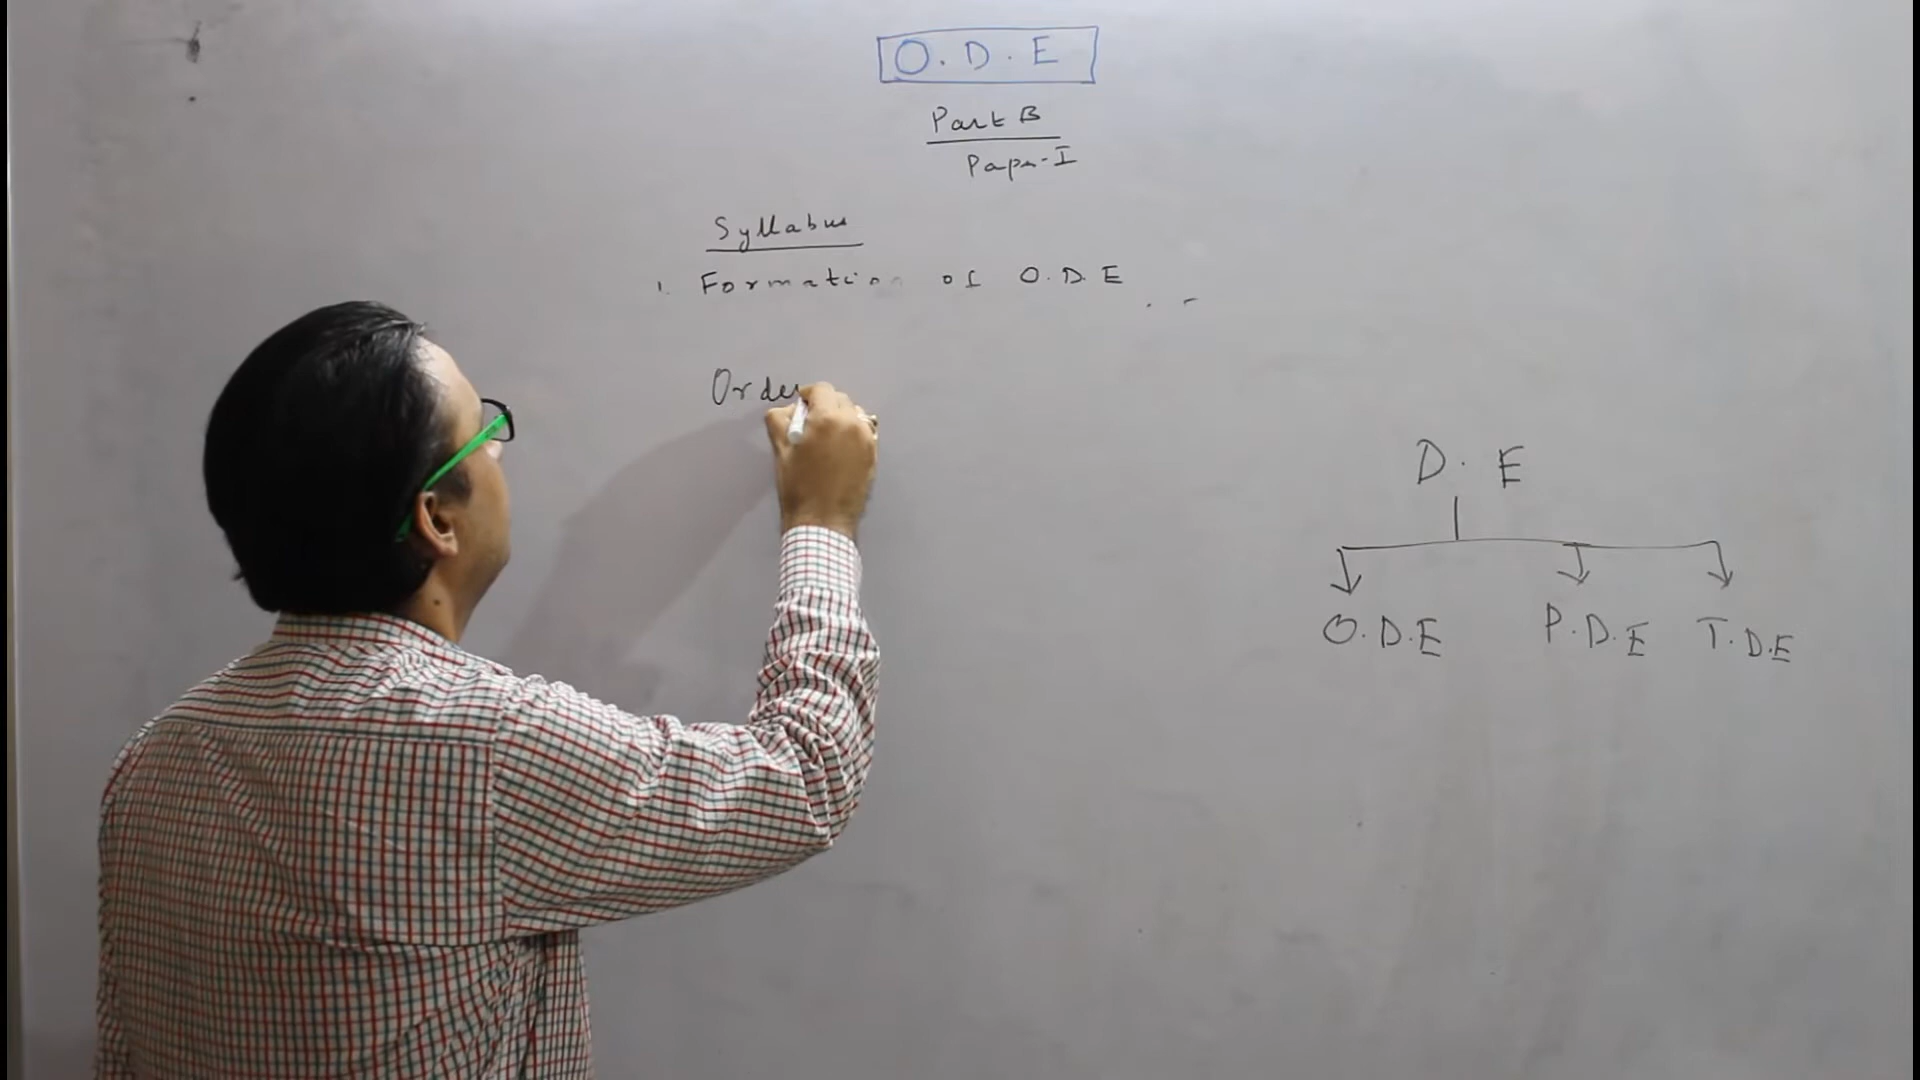 O.D.E
Part B
Paper-I
Syllabus
1. Formation of O.D.E
Order
D.E
O.D.E P.D.E T.D.E